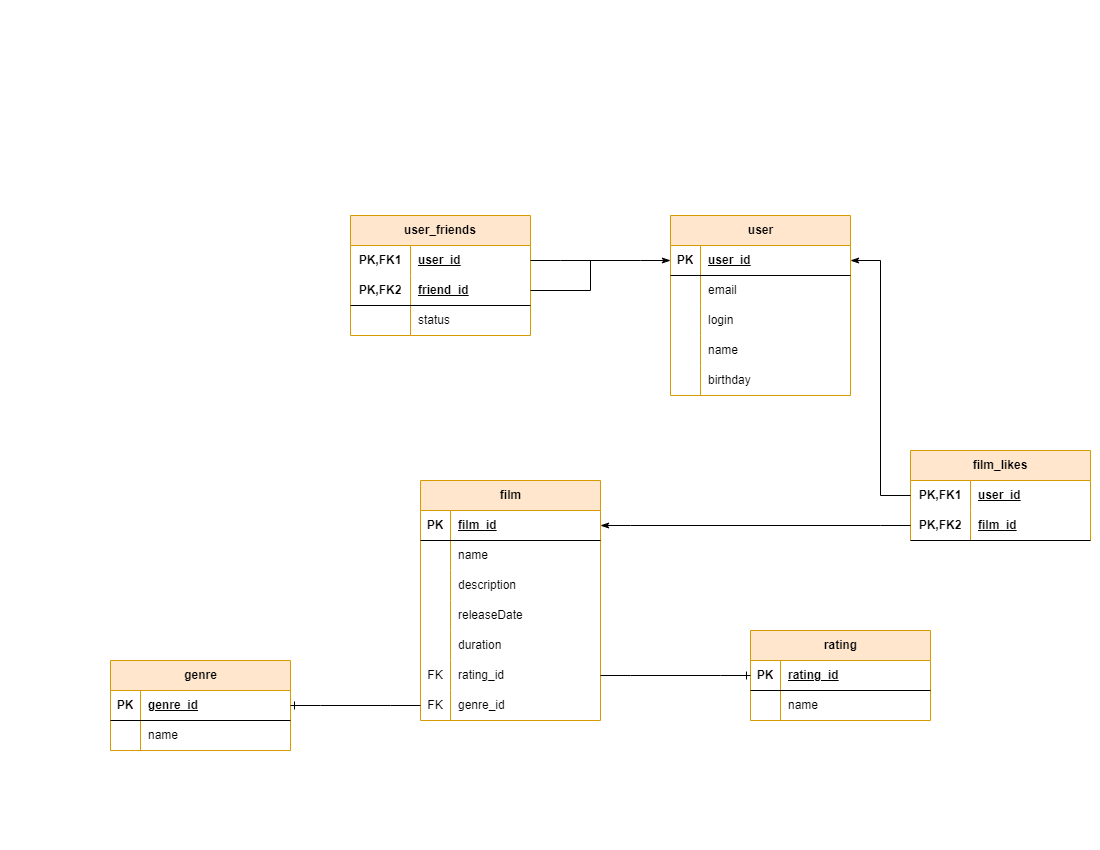 user_friends
PK,FK1 user_id
PK,FK2 friend_id
status
user
PK user_id
email
login
name
birthday
film_likes
PK,FK1 user_id
PK,FK2 film_id
film
PK film_id
name
description
releaseDate
duration
FK rating_id
FK genre_id
rating
PK rating_id
name
genre
PK genre_id
name